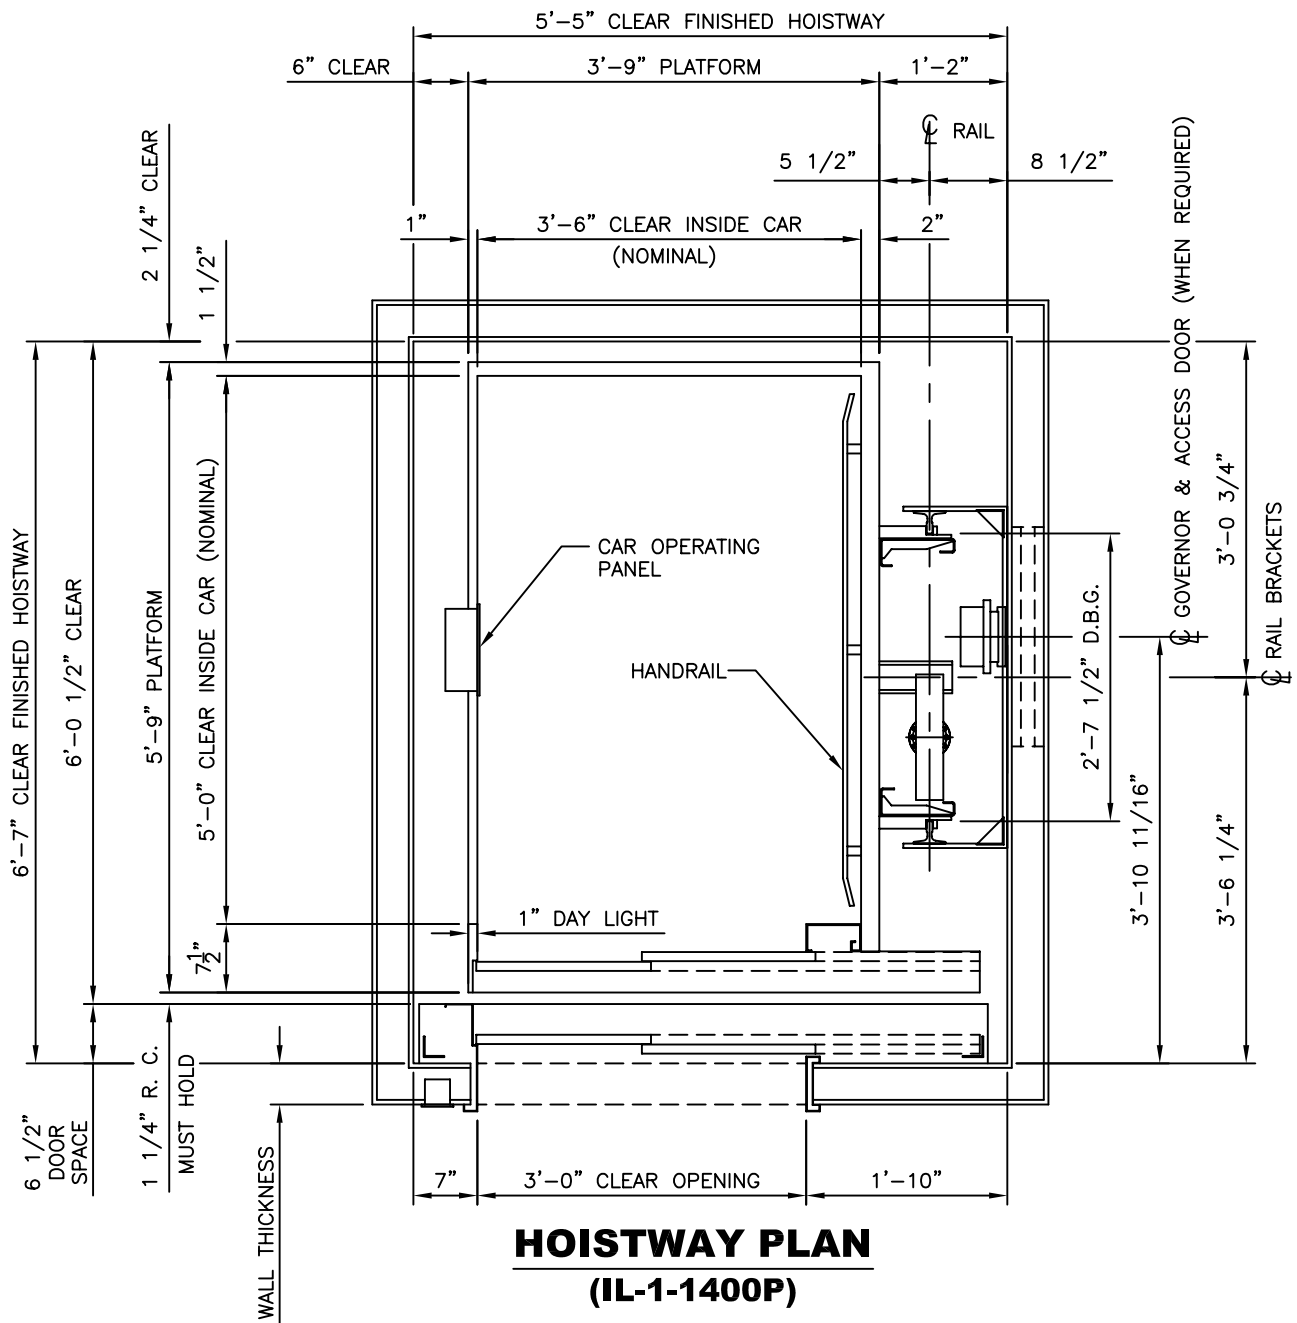 5'-5" CLEAR FINISHED HOISTWAY
6" CLEAR
3'-9" PLATFORM
1'-2"
℄ RAIL
5 1/2"
8 1/2"
1"
3'-6" CLEAR INSIDE CAR
(NOMINAL)
2"
2 1/4" CLEAR
1 1/2"
6'-7" CLEAR FINISHED HOISTWAY
6'-0 1/2" CLEAR
5'-9" PLATFORM
5'-0" CLEAR INSIDE CAR (NOMINAL)
7 1/2"
CAR OPERATING
PANEL
HANDRAIL
1" DAY LIGHT
2'-7 1/2" D.B.G.
3'-10 11/16"
℄ GOVERNOR & ACCESS DOOR (WHEN REQUIRED)
3'-0 3/4"
3'-6 1/4"
℄ RAIL BRACKETS
6 1/2"
DOOR
SPACE
1 1/4" R. C.
MUST HOLD
WALL THICKNESS
7"
3'-0" CLEAR OPENING
1'-10"
HOISTWAY PLAN
(IL-1-1400P)